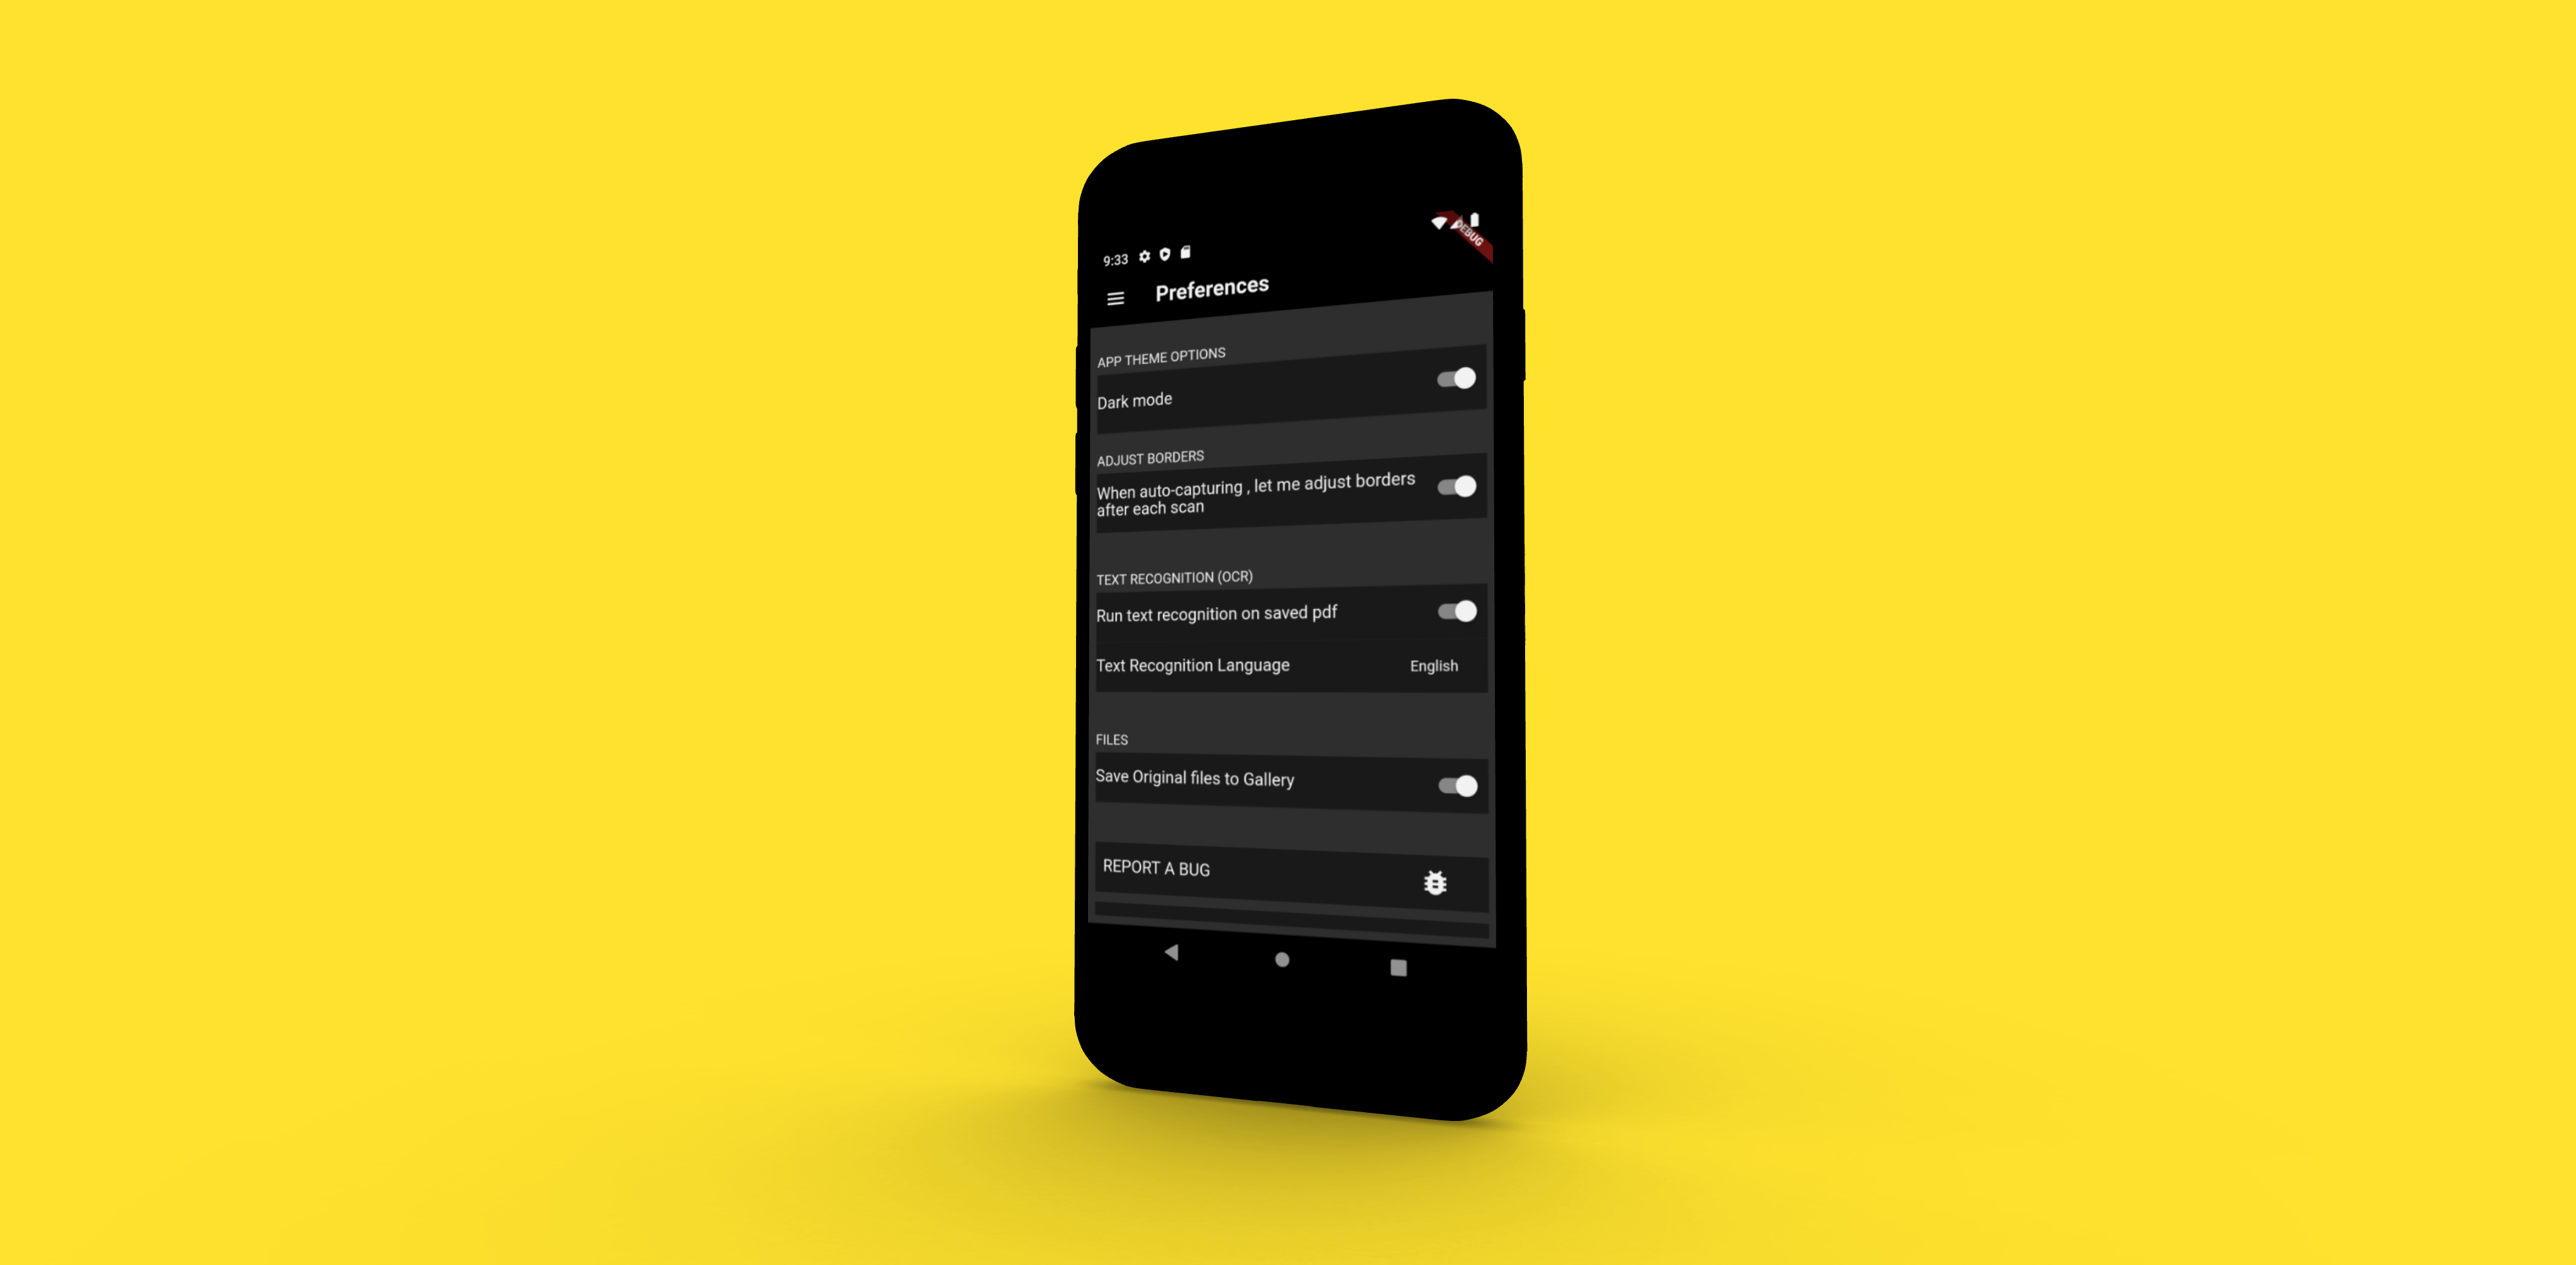 9:33
DEBUG
Preferences
APP THEME OPTIONS
Dark mode
ADJUST BORDERS
When auto-capturing , let me adjust borders
after each scan
TEXT RECOGNITION (OCR)
Run text recognition on saved pdf
Text Recognition Language
English
FILES
Save Original files to Gallery
REPORT A BUG